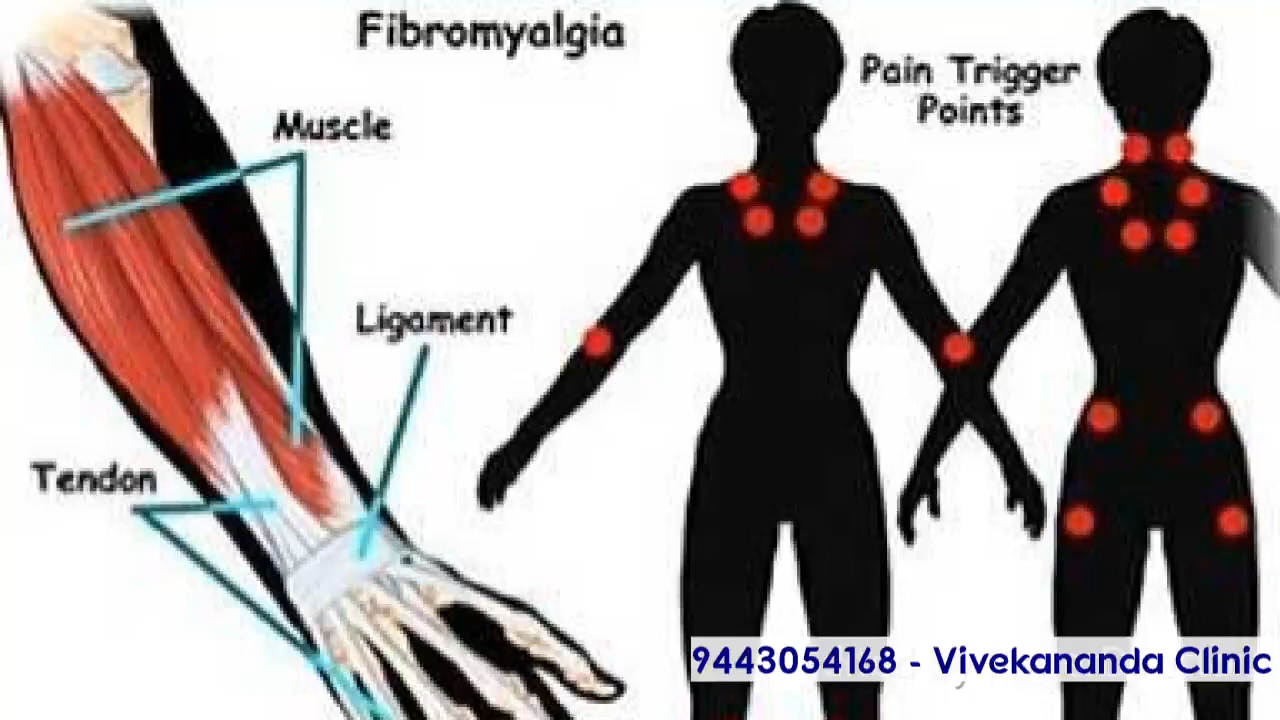 Fibromyalgia
Muscle
Ligament
Tendon
Pain Trigger
Points
9443054168 - Vivekananda Clinic